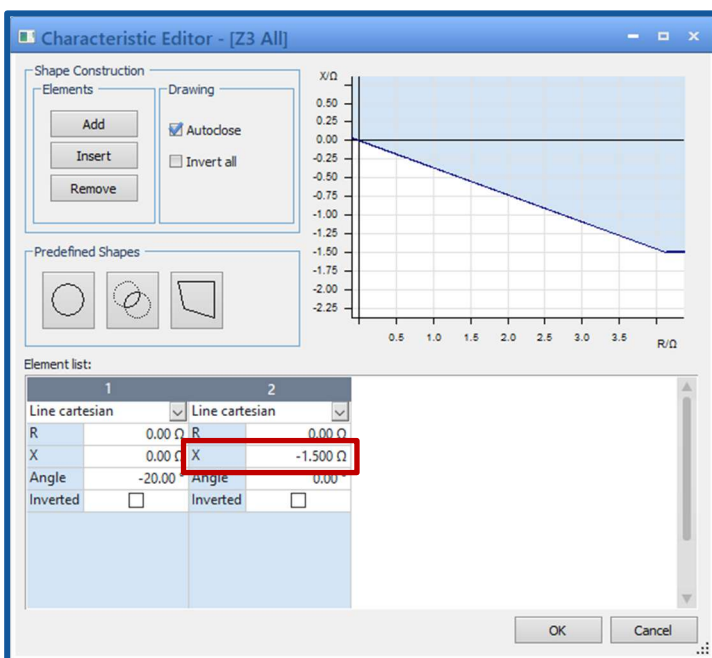 Characteristic Editor - [Z3 All]
Shape Construction
Elements
Drawing
Add
Insert
Remove
Autoclose
Invert all
Predefined Shapes
X/Ω
0.50
0.25
0.00
-0.25
-0.50
-0.75
-1.00
-1.25
-1.50
-1.75
-2.00
-2.25
0.5 1.0 1.5 2.0 2.5 3.0 3.5
R/Ω
Element list:
1 2
Line cartesian Line cartesian
R 0.00 Ω R 0.00 Ω
X 0.00 Ω X -1.500 Ω
Angle -20.00 ° Angle 0.00 °
Inverted Inverted
OK Cancel